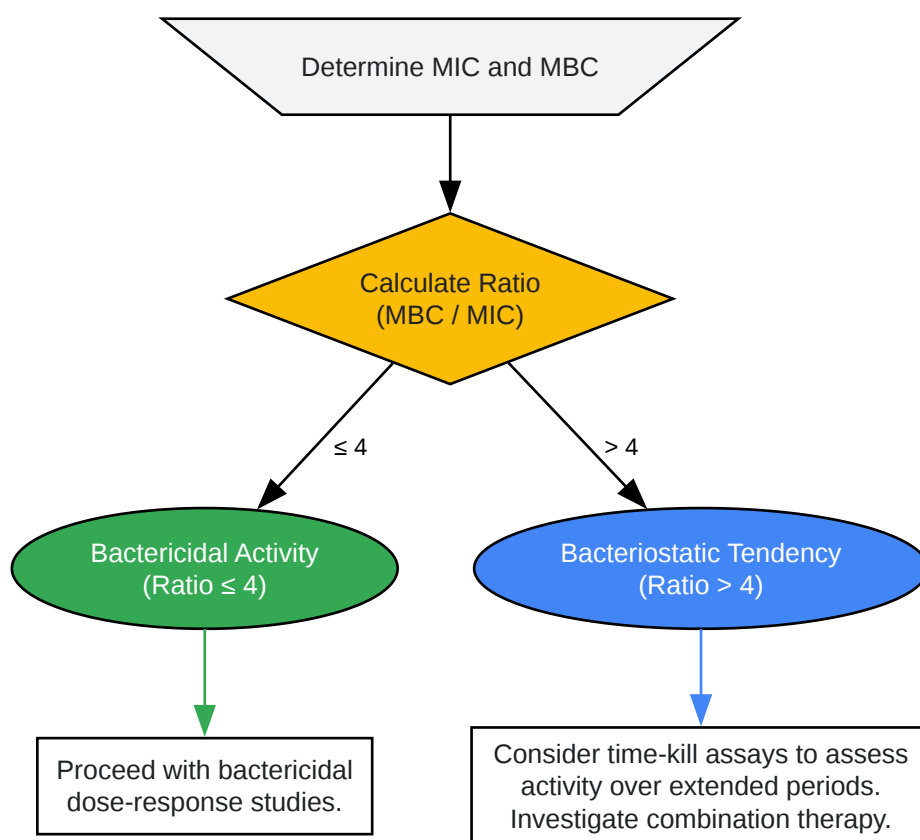 Determine MIC and MBC
Calculate Ratio
(MBC / MIC)
≤ 4
> 4
Bactericidal Activity
(Ratio ≤ 4)
Bacteriostatic Tendency
(Ratio > 4)
Proceed with bactericidal
dose-response studies.
Consider time-kill assays to assess
activity over extended periods.
Investigate combination therapy.